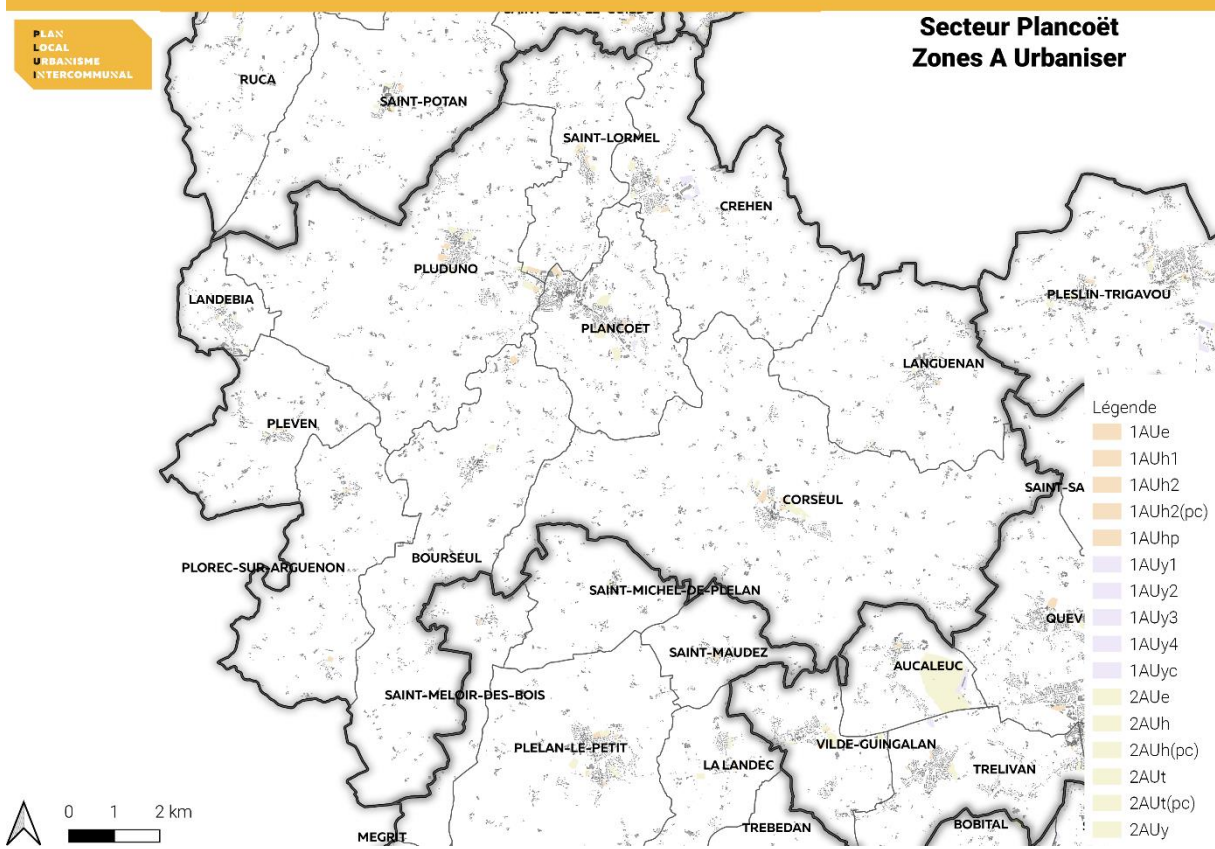 PLAN
LOCAL
URBANISME
INTERCOMMUNAL
Secteur Plancoët
Zones A Urbaniser
RUCA
SAINT-POTAN
SAINT-LORMEL
CREHEN
PLUDUNO
LANDEBIA
PLANCOET
PLESLIN-TRIGAVOU
LANGUENAN
PLEVEN
CORSEUL
SAINT-SA
PLOREC-SUR-ARGUENON
BOURSEUL
SAINT-MICHEL-DE-PLELAN
QUEV
SAINT-MAUDEZ
AUCALEUC
SAINT-MELOIR-DES-BOIS
PLELAN-LE-PETIT
VILDE-GUINGALAN
LA LANDEC
TRELIVAN
MEGRIT
TREBEDAN
BOBITAL
Légende
1AUe
1AUh1
1AUh2
1AUh2(pc)
1AUhp
1AUy1
1AUy2
1AUy3
1AUy4
1AUyc
2AUe
2AUh
2AUh(pc)
2AUt
2AUt(pc)
2AUy
0 1 2 km